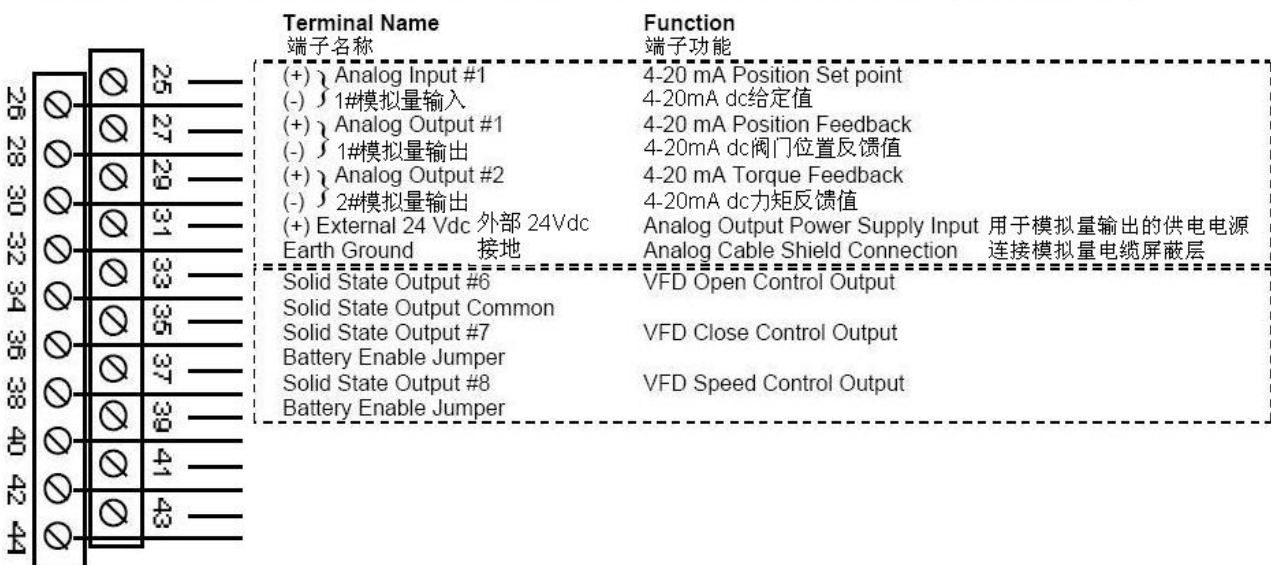 Terminal Name Function
端子名称 端子功能
25 (+) Analog Input #1 4-20 mA Position Set point
26 (-) 1#模拟量输入 4-20mA dc给定值
27 (+) Analog Output #1 4-20 mA Position Feedback
28 (-) 1#模拟量输出 4-20mA dc阀门位置反馈值
29 (+) Analog Output #2 4-20 mA Torque Feedback
30 (-) 2#模拟量输出 4-20mA dc力矩反馈值
31 (+) External 24 Vdc 外部 24Vdc Analog Output Power Supply Input 用于模拟量输出的供电电源
32 Earth Ground 接地 Analog Cable Shield Connection 连接模拟量电缆屏蔽层
33 Solid State Output #6 VFD Open Control Output
34 Solid State Output Common
35 Solid State Output #7 VFD Close Control Output
36 Battery Enable Jumper
37 Solid State Output #8 VFD Speed Control Output
38 Battery Enable Jumper
39
40
41
42
43
44